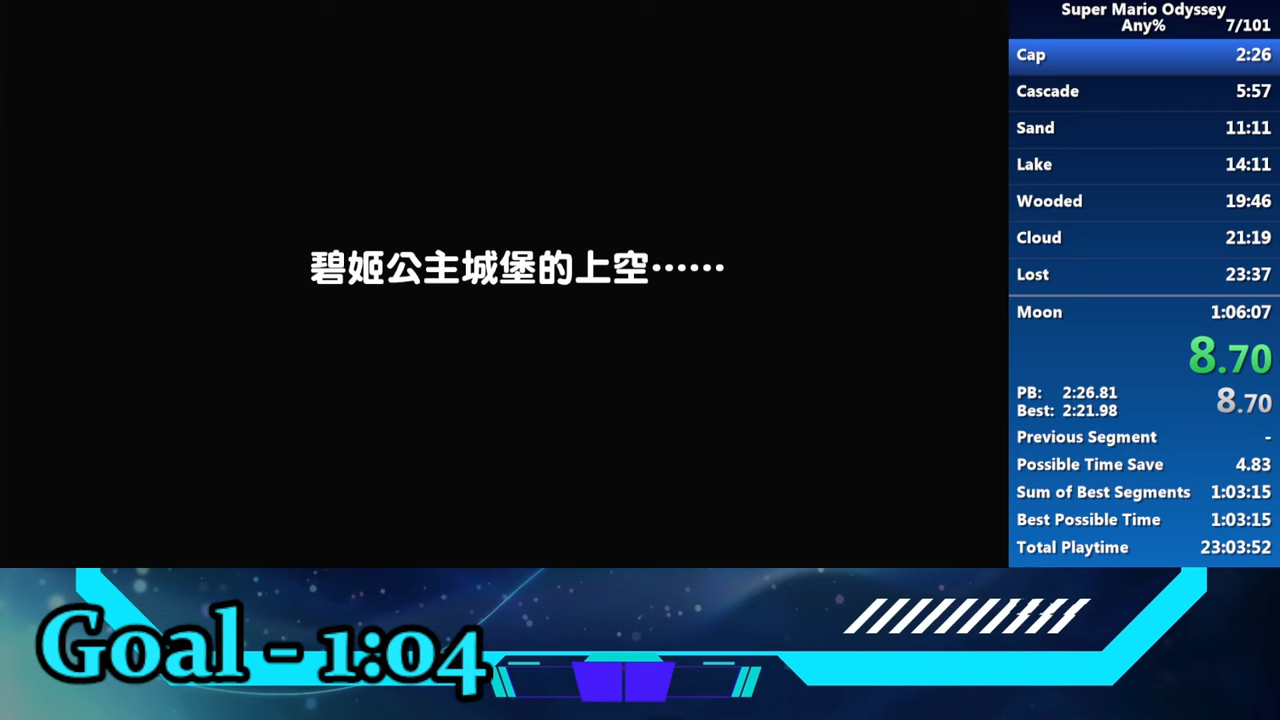 碧姬公主城堡的上空……
Super Mario Odyssey
Any% 7/101
Cap 2:26
Cascade 5:57
Sand 11:11
Lake 14:11
Wooded 19:46
Cloud 21:19
Lost 23:37
Moon 1:06:07
8.70
PB: 2:26.81
Best: 2:21.98
8.70
Previous Segment -
Possible Time Save 4.83
Sum of Best Segments 1:03:15
Best Possible Time 1:03:15
Total Playtime 23:03:52
Goal - 1:04